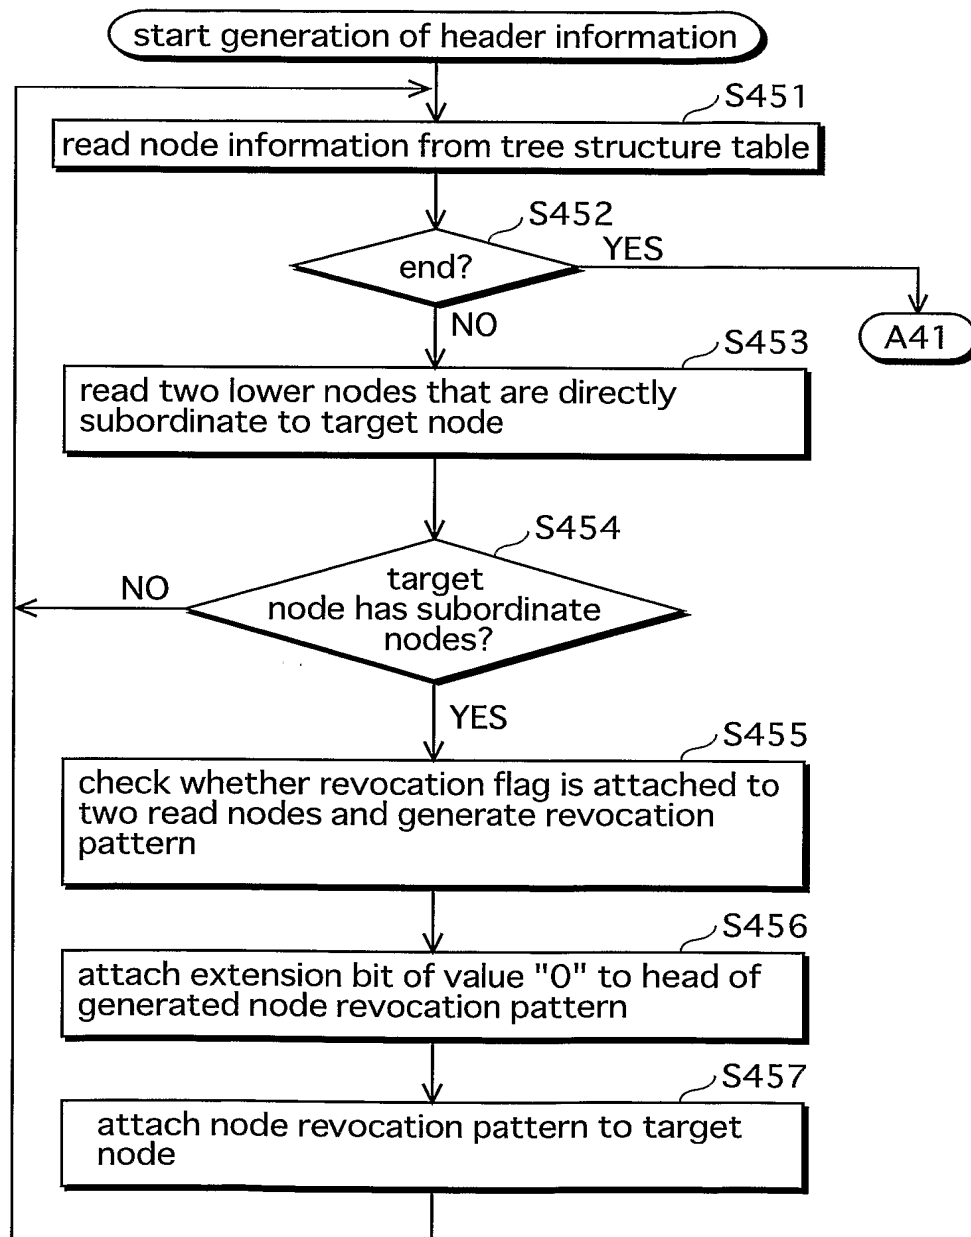 start generation of header information
S451
read node information from tree structure table
S452
end?
YES
NO
A41
S453
read two lower nodes that are directly
subordinate to target node
S454
target
node has subordinate
nodes?
NO
YES
S455
check whether revocation flag is attached to
two read nodes and generate revocation
pattern
S456
attach extension bit of value "0" to head of
generated node revocation pattern
S457
attach node revocation pattern to target
node